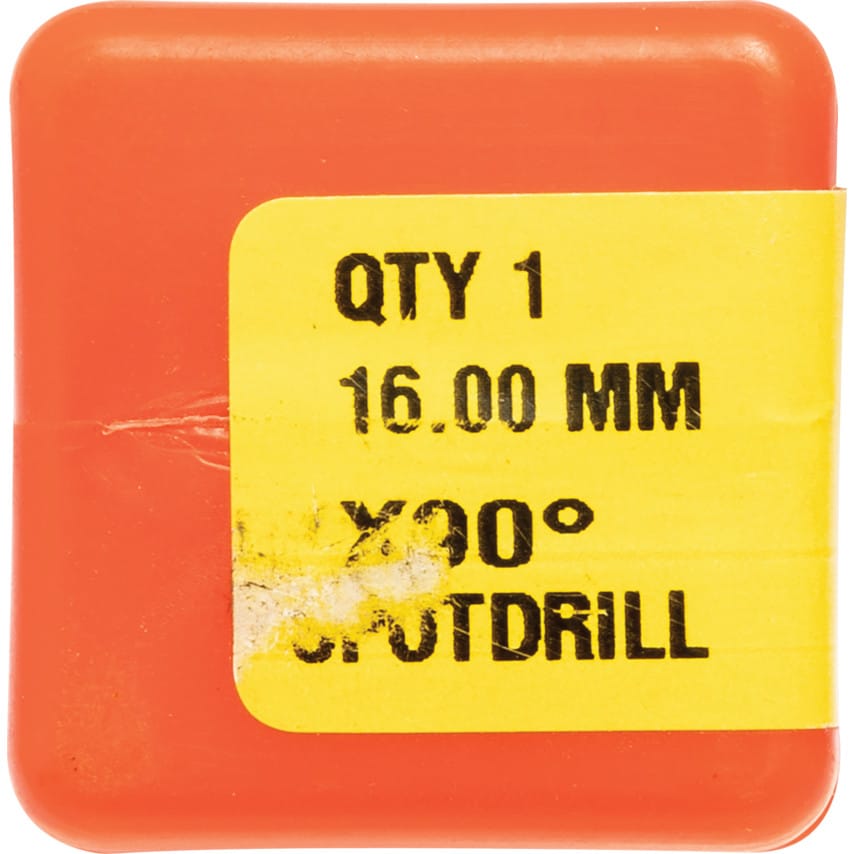 QTY 1
16.00 MM
X90°
SPOTDRILL